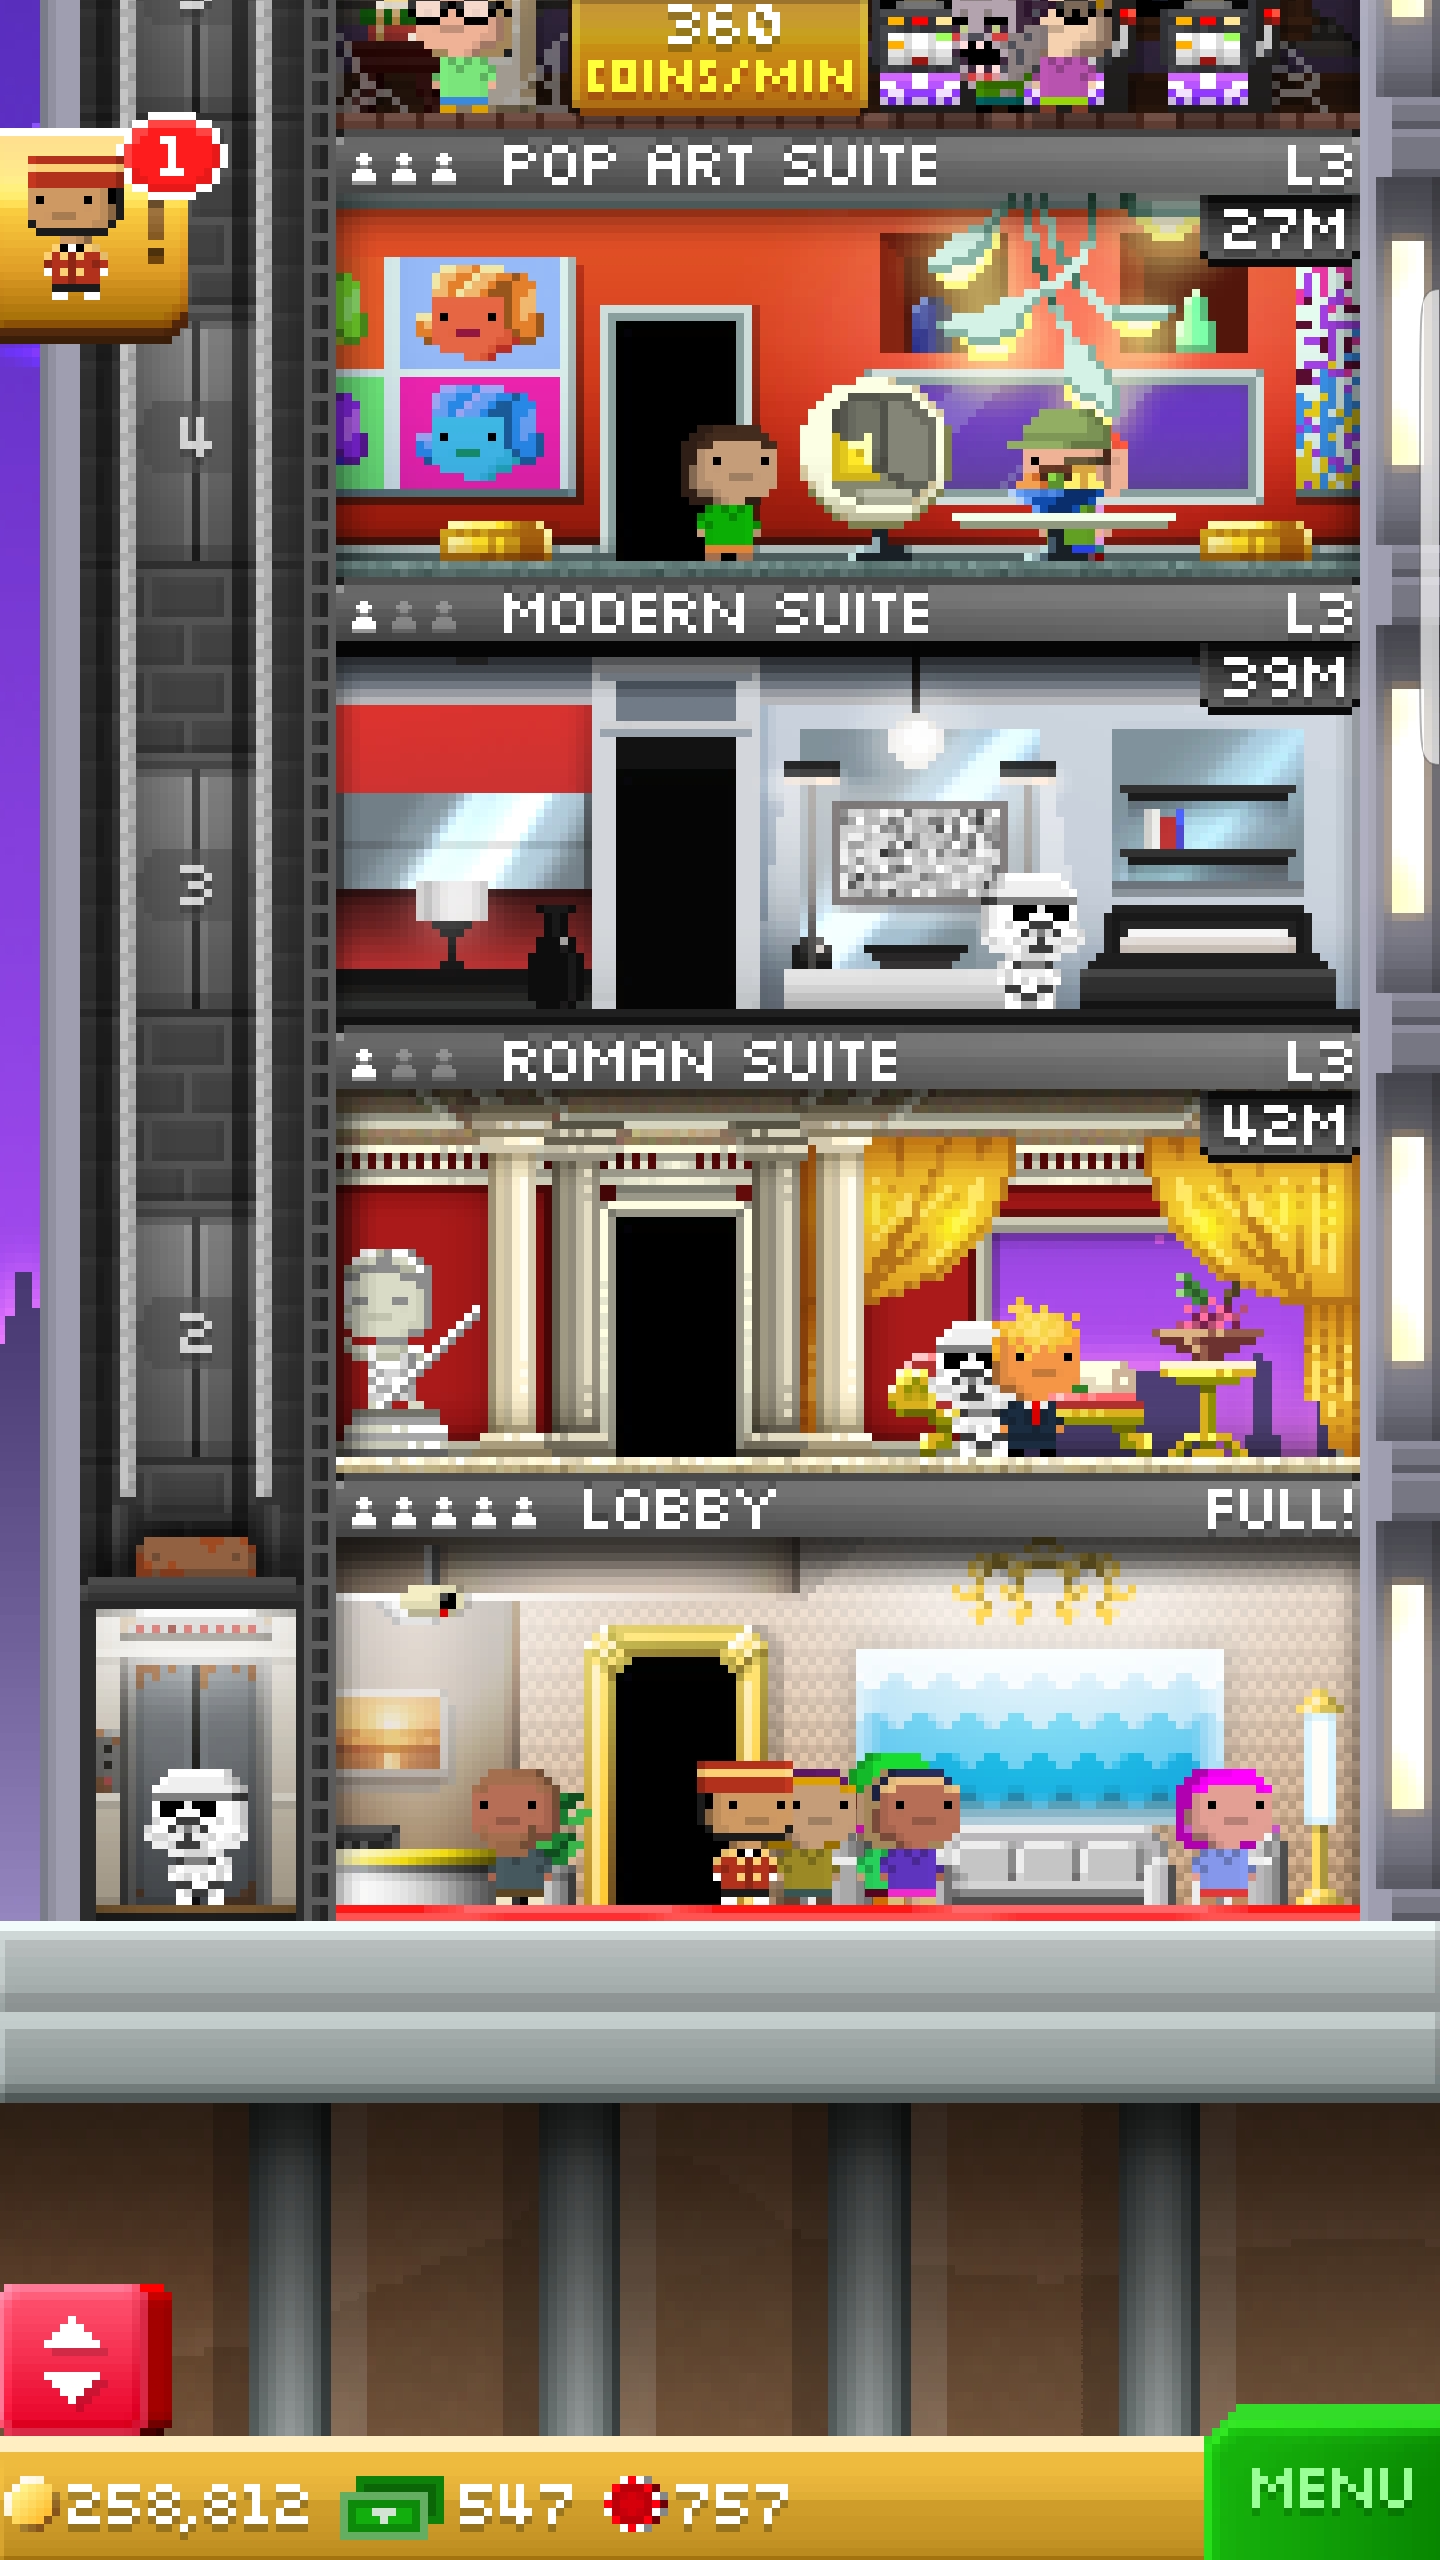 360
COINS/MIN
1
!
POP ART SUITE L3
27M
4
MODERN SUITE L3
39M
3
ROMAN SUITE L3
42M
2
LOBBY FULL!
258,812 547 757
MENU